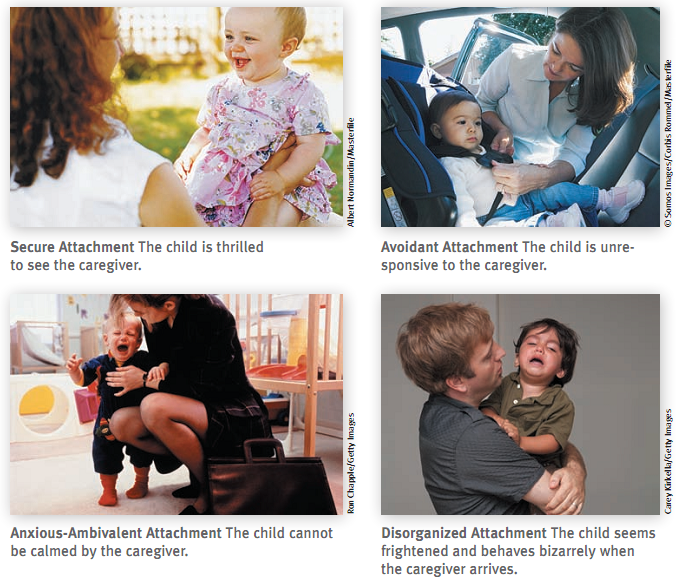 Albert Normandin/Masterfile
Secure Attachment The child is thrilled
to see the caregiver.
© Somos Images/Corbis Rommel/Masterfile
Avoidant Attachment The child is unre-
sponsive to the caregiver.
Ron Chapple/Getty Images
Anxious-Ambivalent Attachment The child cannot
be calmed by the caregiver.
Carey Kirkella/Getty Images
Disorganized Attachment The child seems
frightened and behaves bizarrely when
the caregiver arrives.